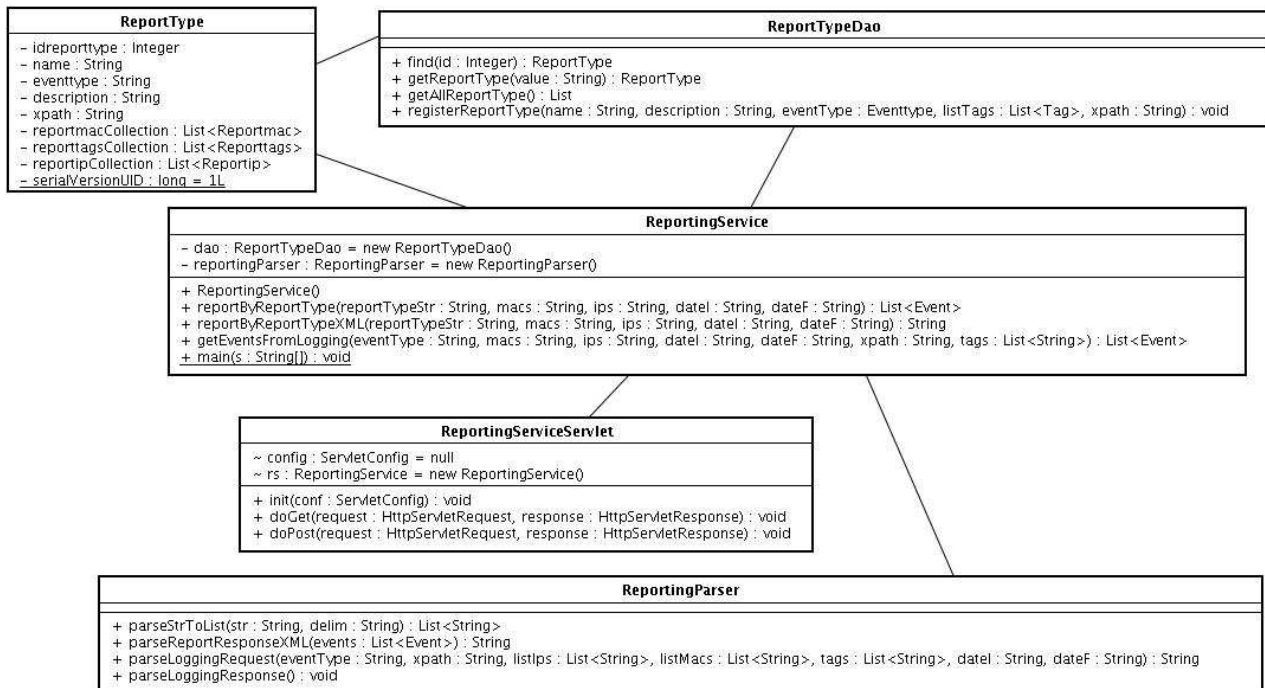 ReportType
- idreporttype : Integer
- name : String
- eventtype : String
- description : String
- xpath : String
- reportmacCollection : List<Reportmac>
- reporttagsCollection : List<Reporttags>
- reportipCollection : List<Reportip>
- serialVersionUID : long = 1L
ReportTypeDao
+ find(id : Integer) : ReportType
+ getReportType(value : String) : ReportType
+ getAllReportType() : List
+ registerReportType(name : String, description : String, eventType : Eventtype, listTags : List<Tag>, xpath : String) : void
ReportingService
- dao : ReportTypeDao = new ReportTypeDao()
- reportingParser : ReportingParser = new ReportingParser()
+ ReportingService()
+ reportByReportType(reportTypeStr : String, macs : String, ips : String, dateI : String, dateF : String) : List<Event>
+ reportByReportTypeXML(reportTypeStr : String, macs : String, ips : String, dateI : String, dateF : String) : String
+ getEventsFromLogging(eventType : String, macs : String, ips : String, dateI : String, dateF : String, xpath : String, tags : List<String>) : List<Event>
+ main(s : String[]) : void
ReportingServiceServlet
~ config : ServletConfig = null
~ rs : ReportingService = new ReportingService()
+ init(conf : ServletConfig) : void
+ doGet(request : HttpServletRequest, response : HttpServletResponse) : void
+ doPost(request : HttpServletRequest, response : HttpServletResponse) : void
ReportingParser
+ parseStrToList(str : String, delim : String) : List<String>
+ parseReportResponseXML(events : List<Event>) : String
+ parseLoggingRequest(eventType : String, xpath : String, listIps : List<String>, listMacs : List<String>, tags : List<String>, dateI : String, dateF : String) : String
+ parseLoggingResponse() : void